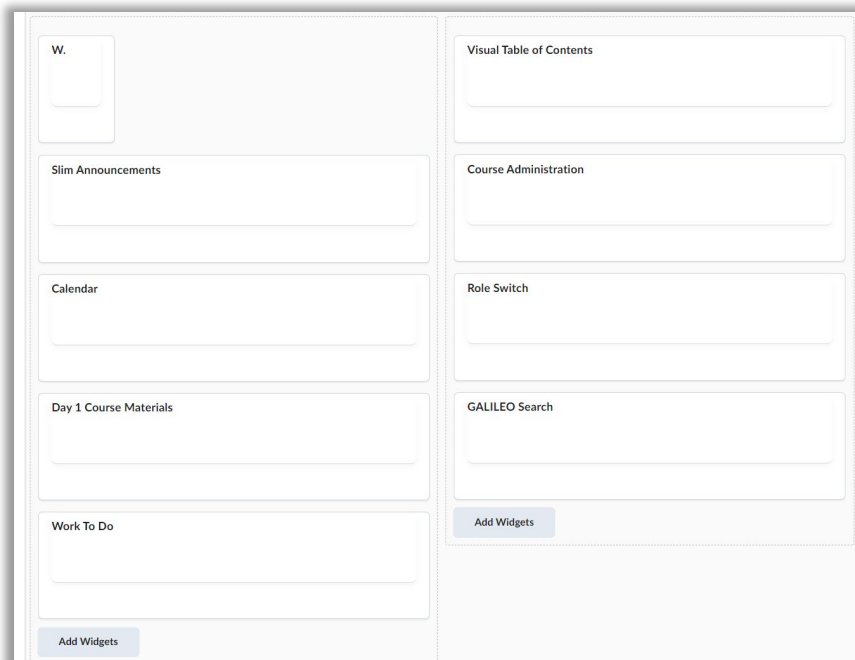 W.
Slim Announcements
Calendar
Day 1 Course Materials
Work To Do
Add Widgets
Visual Table of Contents
Course Administration
Role Switch
GALILEO Search
Add Widgets